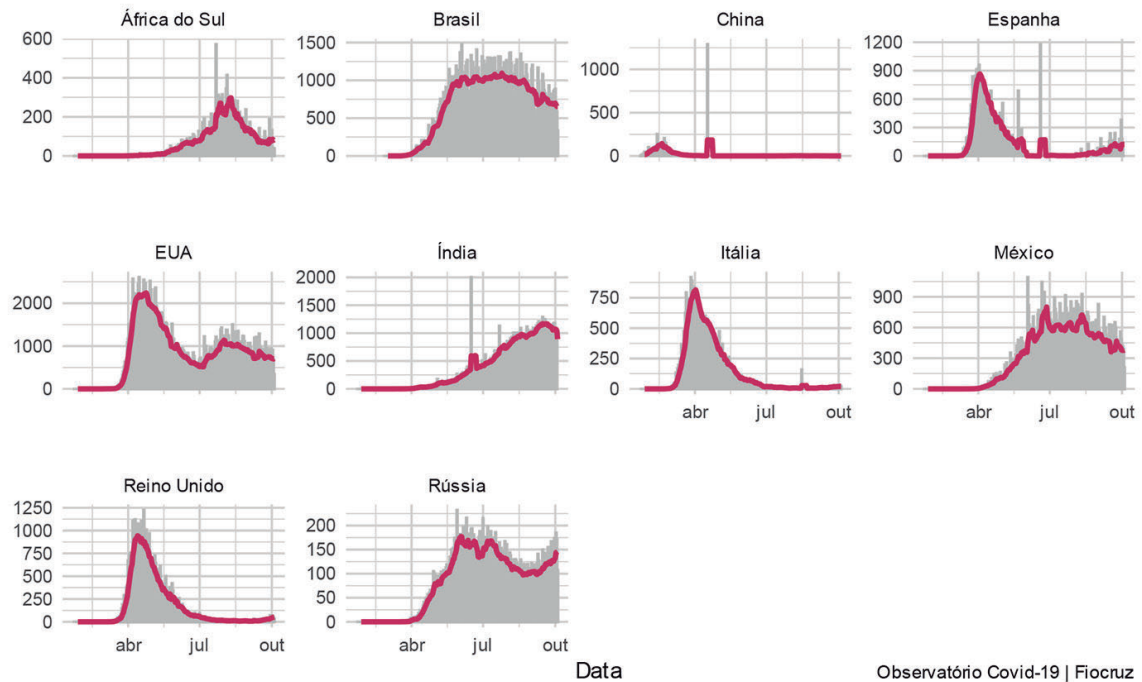 África do Sul
600
400
200
0
Brasil
1500
1000
500
0
China
1000
500
0
Espanha
1200
900
600
300
0
EUA
2000
1000
0
Índia
2000
1500
1000
500
0
Itália
750
500
250
0
abr jul out
México
900
600
300
0
abr jul out
Reino Unido
1250
1000
750
500
250
0
abr jul out
Rússia
200
150
100
50
0
abr jul out
Data
Observatório Covid-19 | Fiocruz